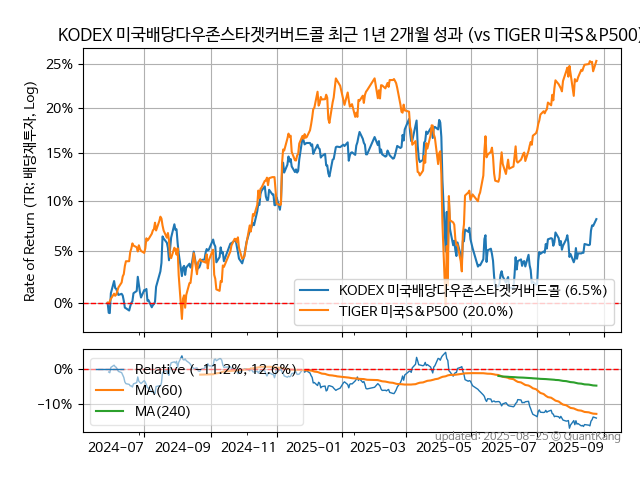 KODEX 미국배당다우존스타겟커버드콜 최근 1년 2개월 성과 (vs TIGER 미국S&P500)
Rate of Return (TR: 배당재투자, Log)
25%
20%
15%
10%
5%
0%
KODEX 미국배당다우존스타겟커버드콜 (6.5%)
TIGER 미국S&P500 (20.0%)
0%
−10%
Relative (−11.2%, 12.6%)
MA(60)
MA(240)
2024-07 2024-09 2024-11 2025-01 2025-03 2025-05 2025-07 2025-09
updated: 2025-08-25 © QuantKang